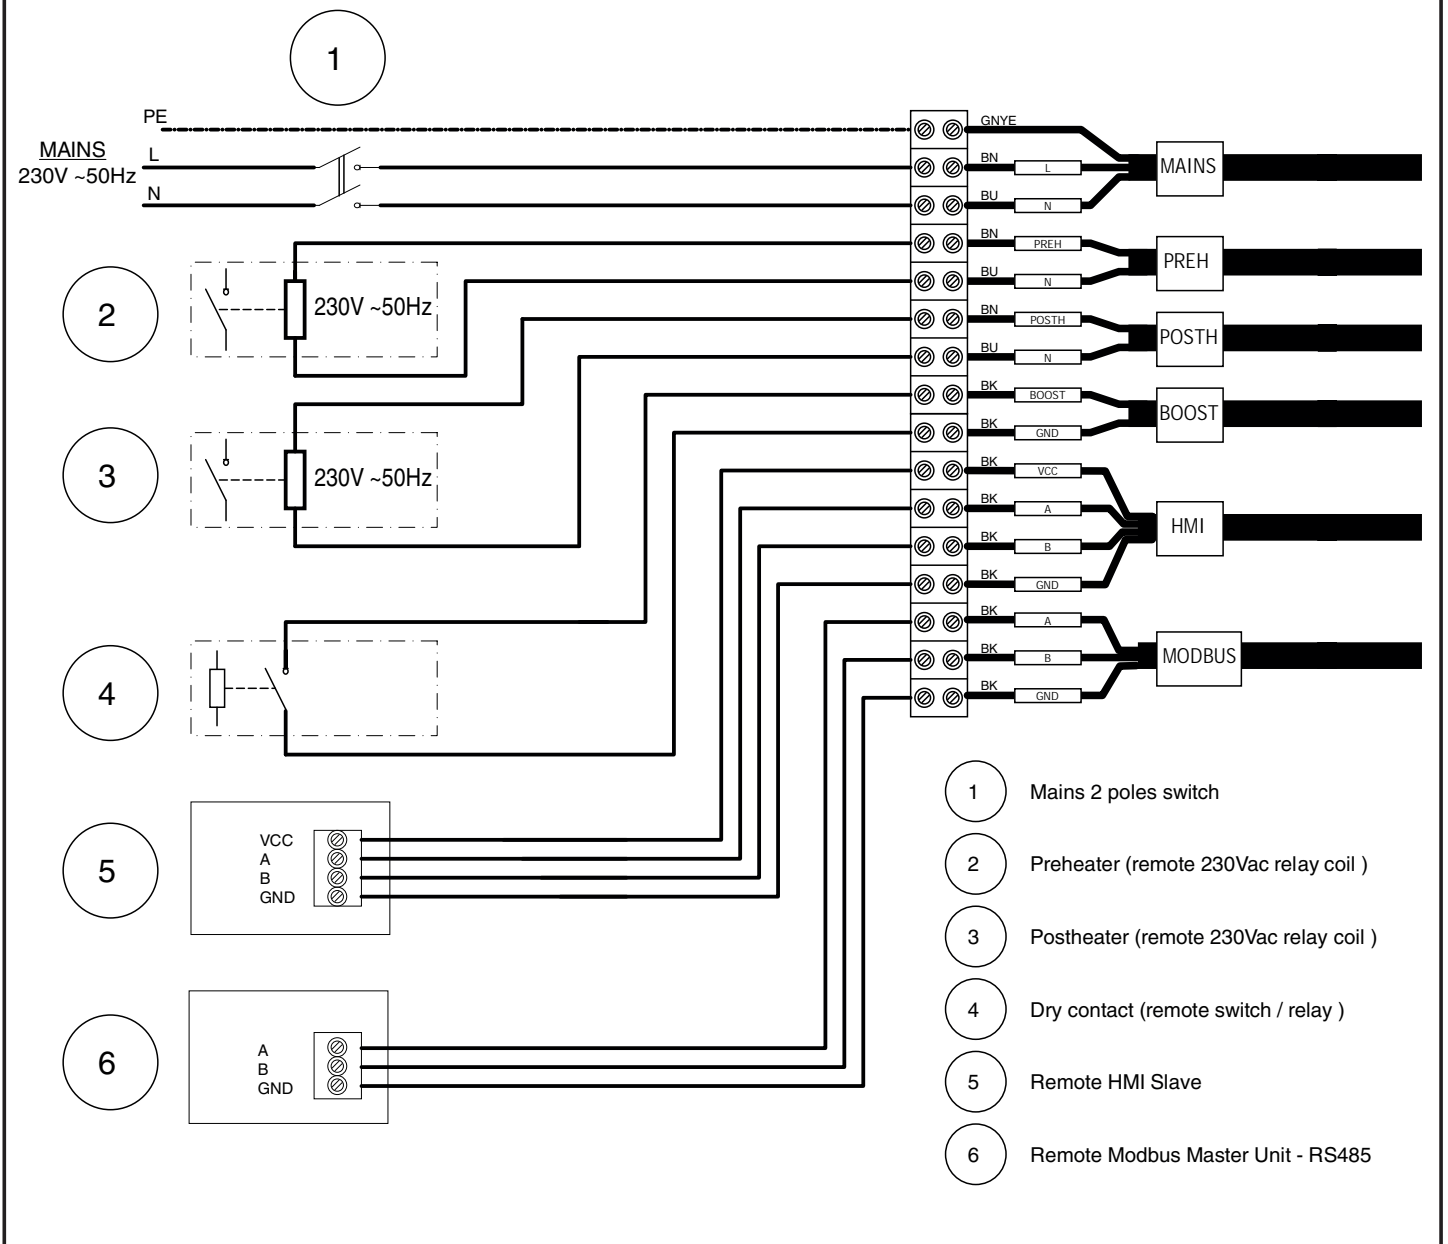 1
PE
MAINS
230V ~50Hz
L
N
2
230V ~50Hz
3
230V ~50Hz
4
5
VCC
A
B
GND
6
A
B
GND
GNYE
BN L
BU N
MAINS
BN PREH
BU N
PREH
BN POSTH
BU N
POSTH
BK BOOST
BK GND
BOOST
BK VCC
BK A
BK B
BK GND
HMI
BK A
BK B
BK GND
MODBUS
1 Mains 2 poles switch
2 Preheater (remote 230Vac relay coil )
3 Postheater (remote 230Vac relay coil )
4 Dry contact (remote switch / relay )
5 Remote HMI Slave
6 Remote Modbus Master Unit - RS485